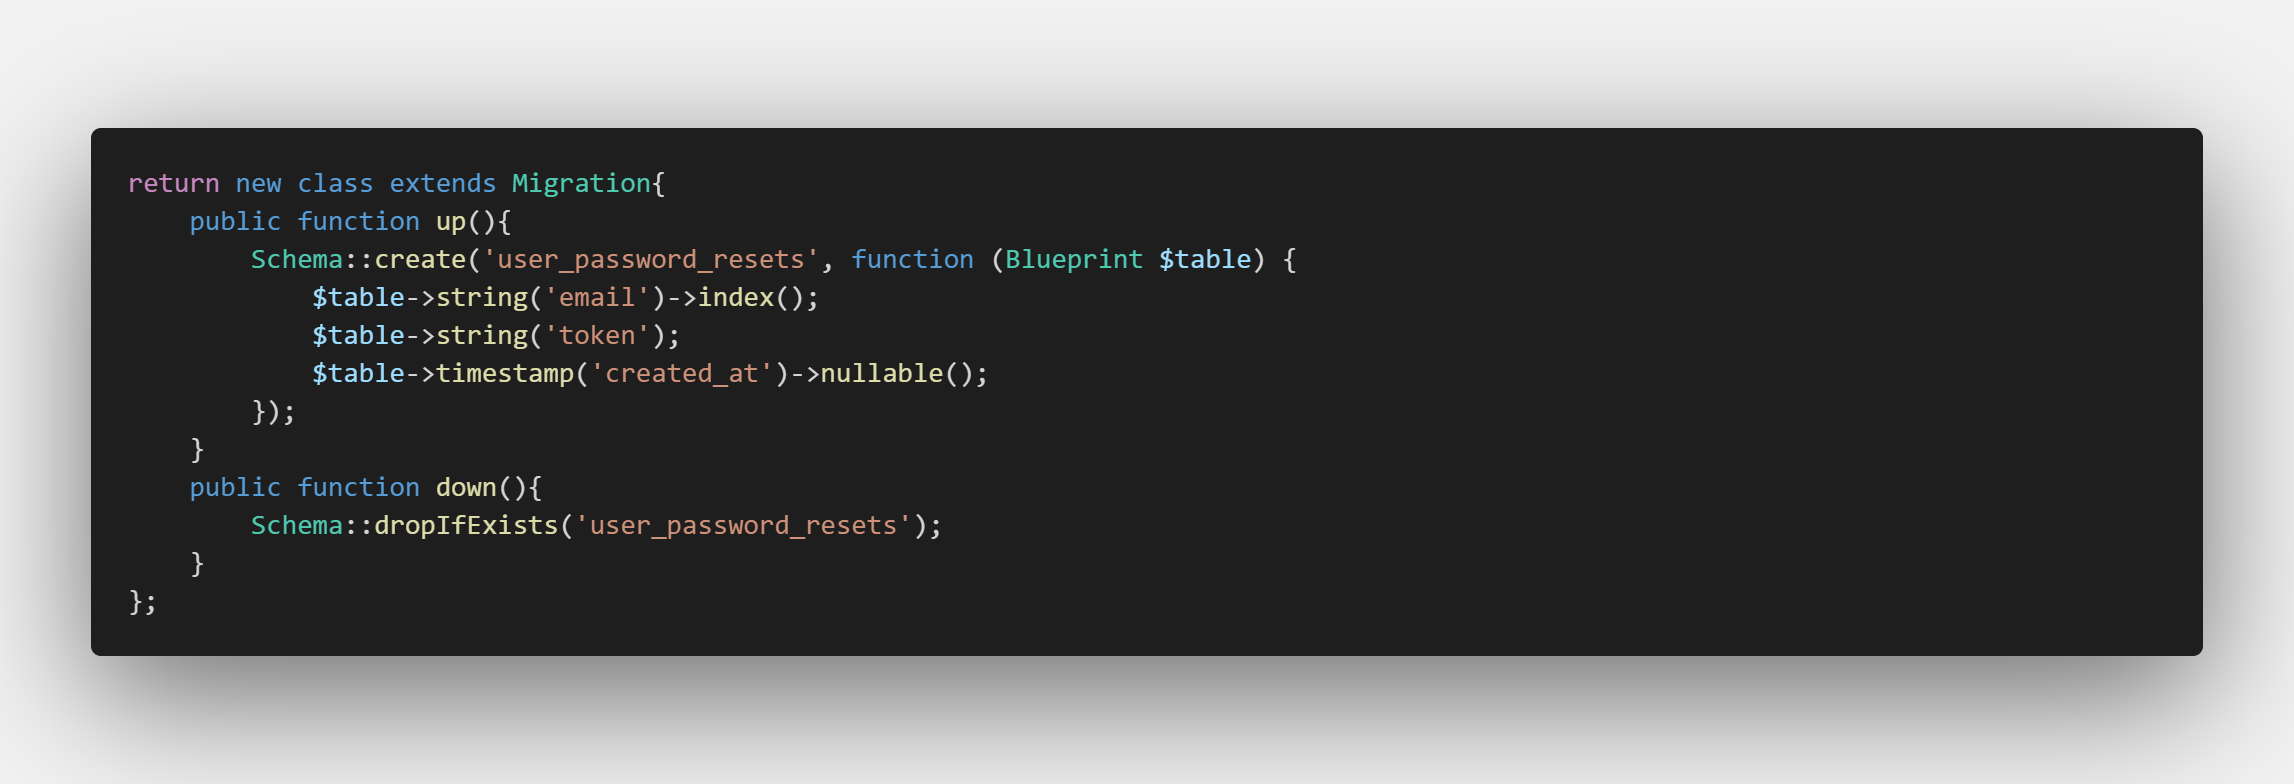 return new class extends Migration{
    public function up(){
        Schema::create('user_password_resets', function (Blueprint $table) {
            $table->string('email')->index();
            $table->string('token');
            $table->timestamp('created_at')->nullable();
        });
    }
    public function down(){
        Schema::dropIfExists('user_password_resets');
    }
};